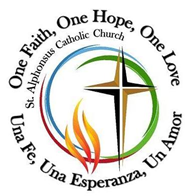 One Faith, One Hope, One Love
St. Alphonsus Catholic Church
Una Fe, Una Esperanza, Un Amor